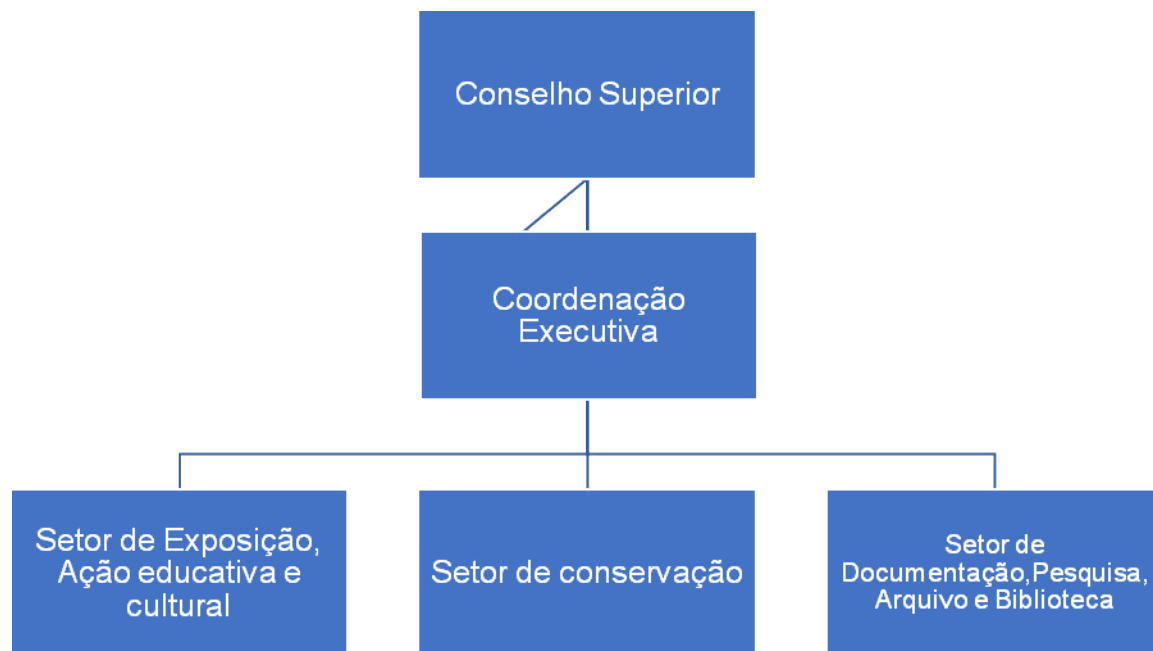 Conselho Superior
Coordenação
Executiva
Setor de Exposição,
Ação educativa e
cultural
Setor de conservação
Setor de
Documentação,Pesquisa,
Arquivo e Biblioteca